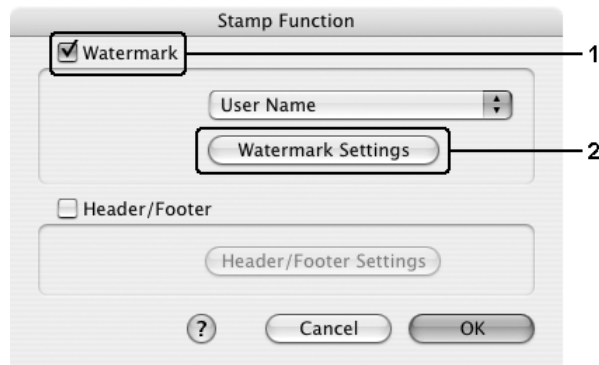 Stamp Function
Watermark
1
User Name
Watermark Settings
2
Header/Footer
Header/Footer Settings
?
Cancel
OK